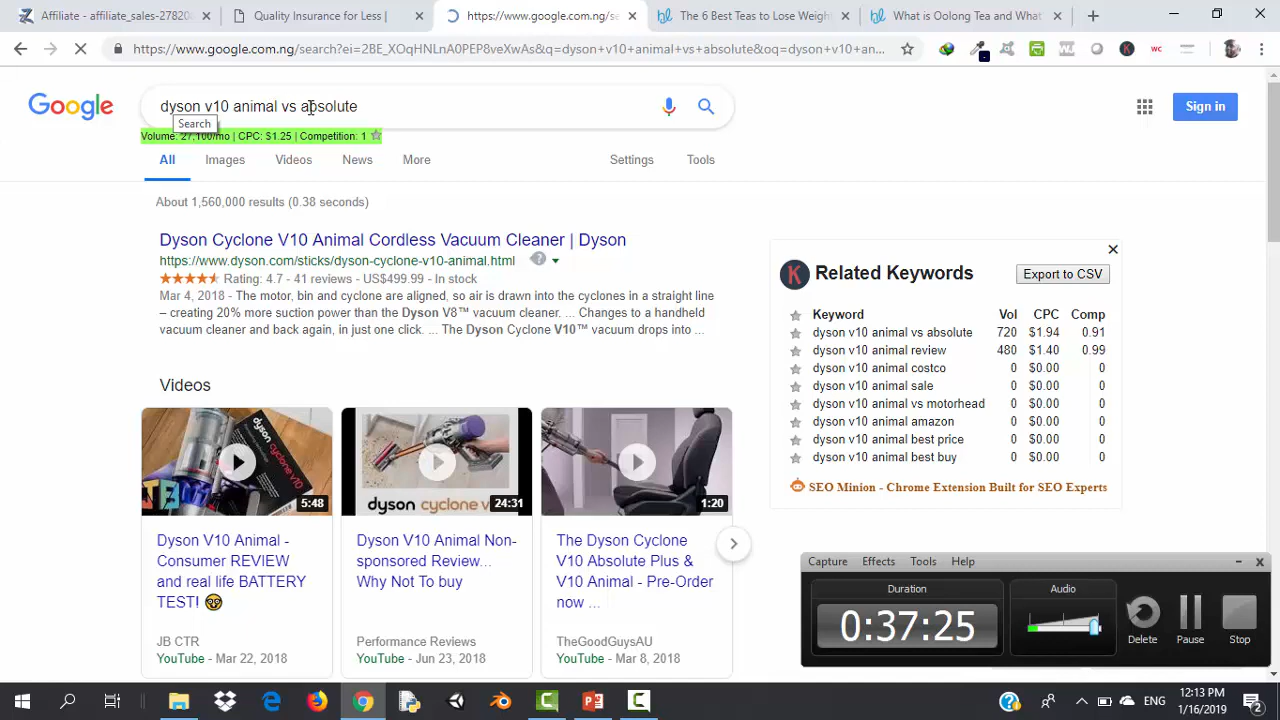 Affiliate - affiliate_sales-2782
Quality Insurance for Less |
https://www.google.com.ng/se
The 6 Best Teas to Lose Weigh
What is Oolong Tea and What
https://www.google.com.ng/search?ei=2BE_XOqHNLnA0PEP8veXwAs&q=dyson+v10+animal+vs+absolute&oq=dyson+v10+an...
Google
dyson v10 animal vs absolute
Sign in
Search
Volume: 27,100/mo | CPC: $1.25 | Competition: 1
All
Images
Videos
News
More
Settings
Tools
About 1,560,000 results (0.38 seconds)
Dyson Cyclone V10 Animal Cordless Vacuum Cleaner | Dyson
https://www.dyson.com/sticks/dyson-cyclone-v10-animal.html
Rating: 4.7 - 41 reviews - US$499.99 - In stock
Mar 4, 2018 - The motor, bin and cyclone are aligned, so air is drawn into the cyclones in a straight line
– creating 20% more suction power than the Dyson V8™ vacuum cleaner. ... Changes to a handheld
vacuum cleaner and back again, in just one click. ... The Dyson Cyclone V10™ vacuum drops into ...
K
Related Keywords
Export to CSV
Keyword Vol CPC Comp
dyson v10 animal vs absolute 720 $1.94 0.91
dyson v10 animal review 480 $1.40 0.99
dyson v10 animal costco 0 $0.00 0
dyson v10 animal sale 0 $0.00 0
dyson v10 animal vs motorhead 0 $0.00 0
dyson v10 animal amazon 0 $0.00 0
dyson v10 animal best price 0 $0.00 0
dyson v10 animal best buy 0 $0.00 0
SEO Minion - Chrome Extension Built for SEO Experts
Videos
dyson
cyclone v10
5:48
dyson cyclone v
24:31
1:20
Dyson V10 Animal -
Consumer REVIEW
and real life BATTERY
TEST!
JB CTR
YouTube - Mar 22, 2018
Dyson V10 Animal Non-
sponsored Review...
Why Not To buy
Performance Reviews
YouTube - Jun 23, 2018
The Dyson Cyclone
V10 Absolute Plus &
V10 Animal - Pre-Order
now ...
TheGoodGuysAU
YouTube - Mar 8, 2018
Capture
Effects
Tools
Help
Duration
0:37:25
Audio
Delete
Pause
Stop
ENG
12:13 PM
1/16/2019
2